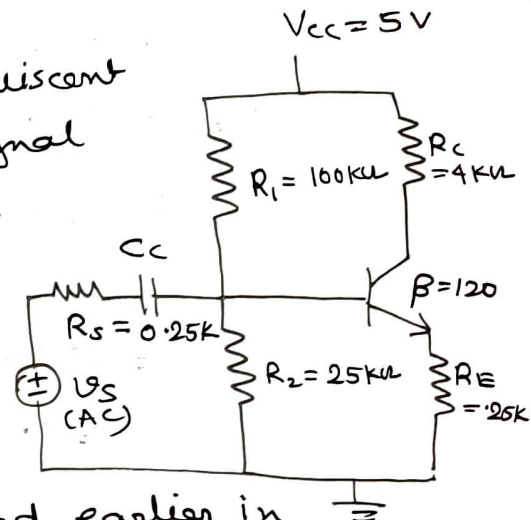 Vcc = 5V
uiscent
gnal
Rc
= 4KΩ
R1 = 100KΩ
Cc
β = 120
Rs = 0.25K
R2 = 25KΩ
RE
= .25K
± vs
(AC)
ed earlier in